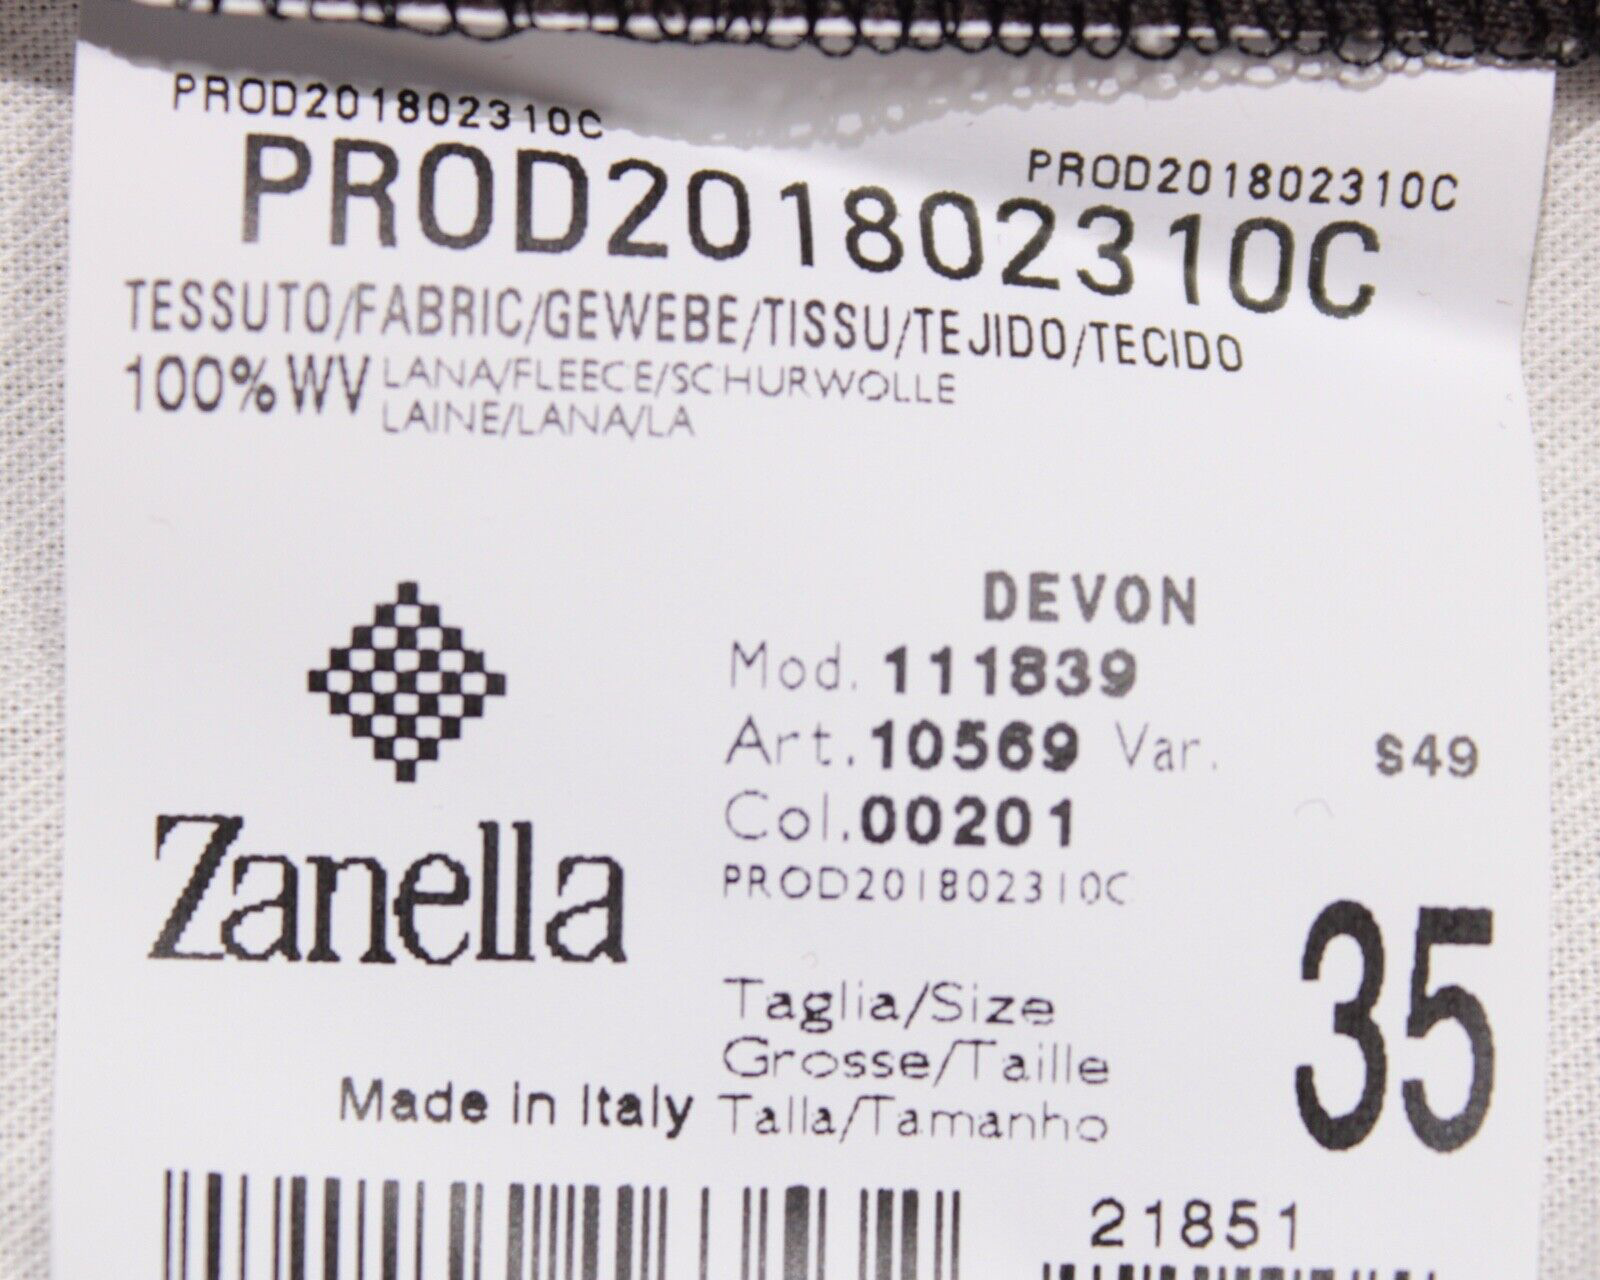 PROD201802310C
PROD201802310C
PROD201802310C
TESSUTO/FABRIC/GEWEBE/TISSU/TEJIDO/TECIDO
100% WV LANA/FLEECE/SCHURWOLLE
LAINE/LANA/LA
DEVON
Mod. 111839
Art. 10569 Var. S49
Col. 00201
PROD201802310C
Zanella
Taglia/Size
Grosse/Taille
Talla/Tamanho
35
Made in Italy
21851